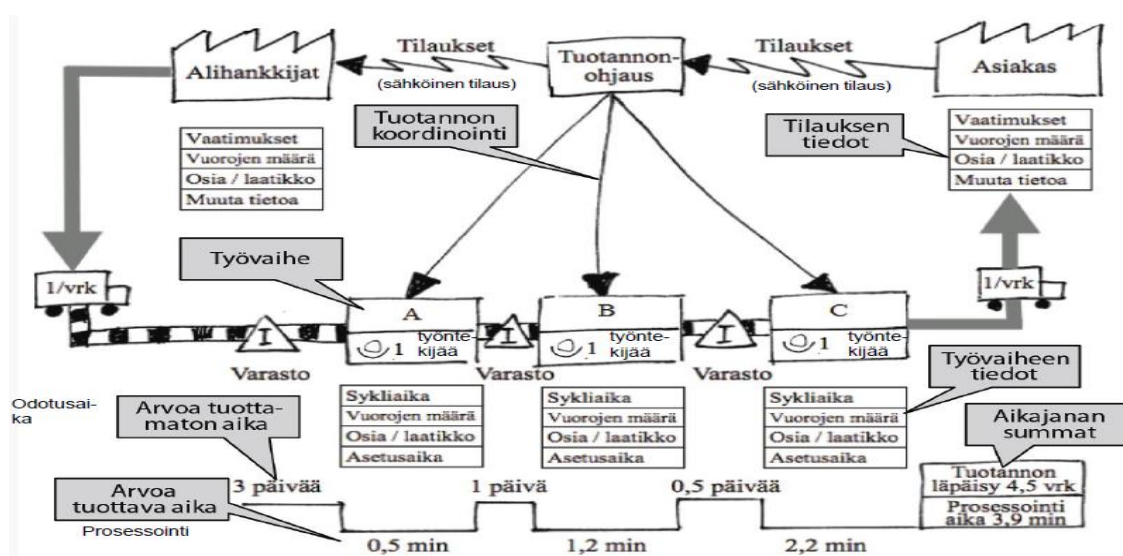 Alihankkijat
Tilaukset
(sähköinen tilaus)
Tuotannon-
ohjaus
Tilaukset
(sähköinen tilaus)
Asiakas
Tuotannon
koordinointi
Tilauksen
tiedot
Vaatimukset
Vuorojen määrä
Osia / laatikko
Muuta tietoa
Vaatimukset
Vuorojen määrä
Osia / laatikko
Muuta tietoa
Työvaihe
1/vrk
1/vrk
I
Varasto
A
1 työnte-
kijää
I
Varasto
B
1 työnte-
kijää
I
Varasto
C
1 työnte-
kijää
Työvaiheen
tiedot
Sykliaika
Vuorojen määrä
Osia / laatikko
Asetusaika
Sykliaika
Vuorojen määrä
Osia / laatikko
Asetusaika
Sykliaika
Vuorojen määrä
Osia / laatikko
Asetusaika
Odotusai-
ka
Arvoa tuotta-
maton aika
Aikajanan
summat
3 päivää
1 päivä
0,5 päivää
Arvoa
tuottava aika
Prosessointi
0,5 min
1,2 min
2,2 min
Tuotannon
läpäisy 4,5 vrk
Prosessointi
aika 3,9 min